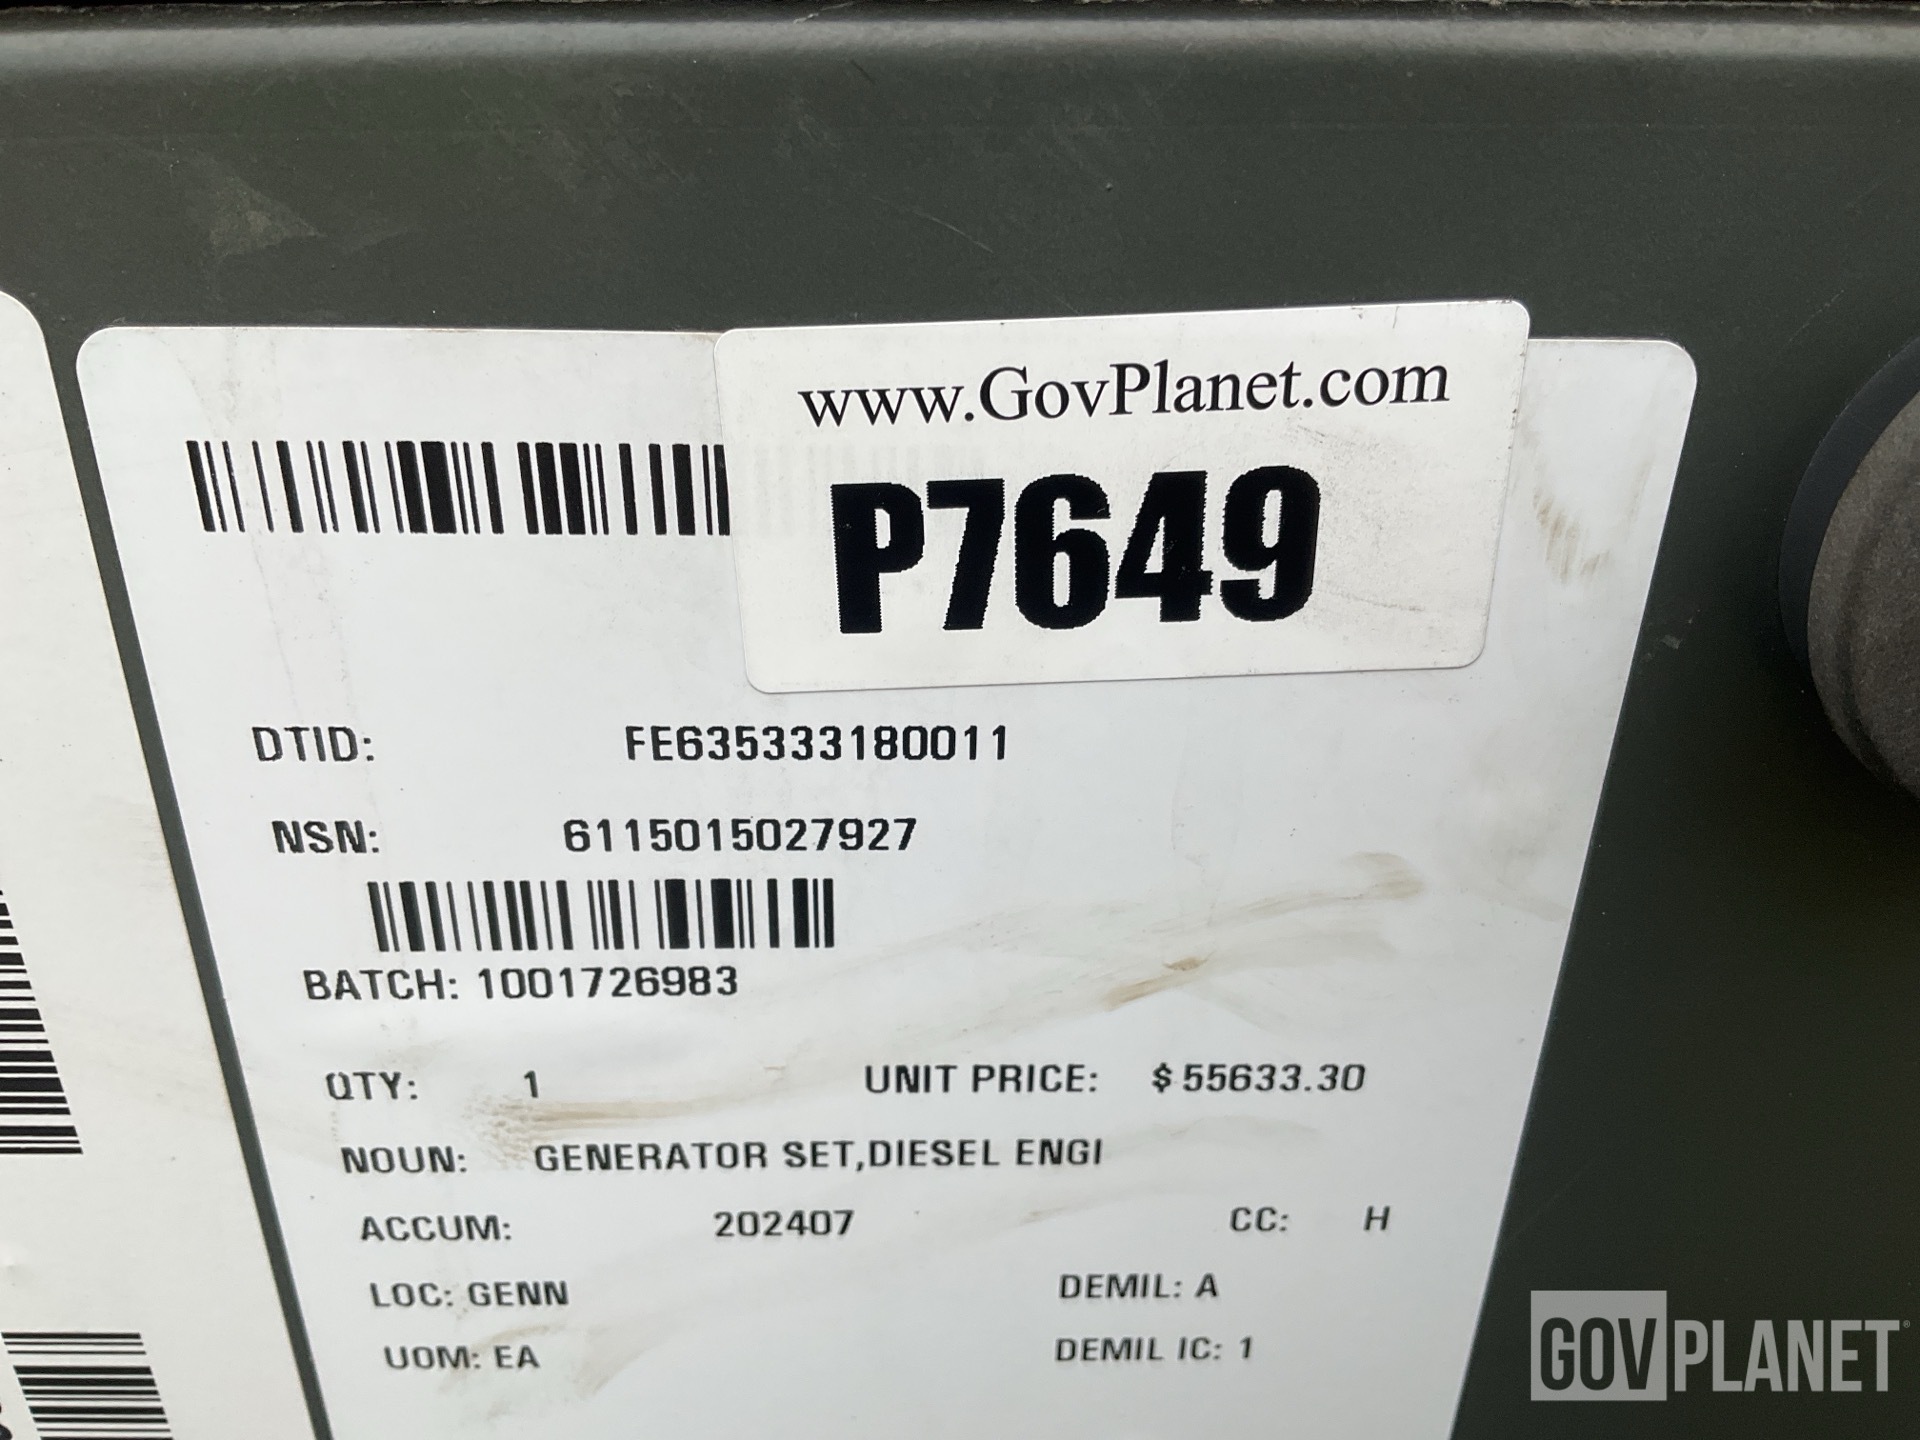 www.GovPlanet.com
P7649
DTID: FE635333180011
NSN: 6115015027927
BATCH: 1001726983
QTY: 1 UNIT PRICE: $55633.30
NOUN: GENERATOR SET,DIESEL ENGI
ACCUM: 202407 CC: H
LOC: GENN DEMIL: A
UOM: EA DEMIL IC: 1
GOVPLANET®